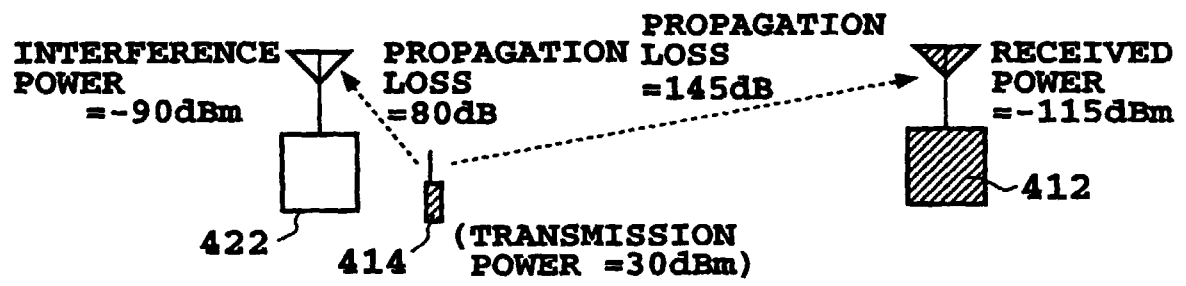 INTERFERENCE
POWER
=-90dBm
PROPAGATION
LOSS
=80dB
PROPAGATION
LOSS
=145dB
RECEIVED
POWER
=-115dBm
422
414
(TRANSMISSION
POWER =30dBm)
412